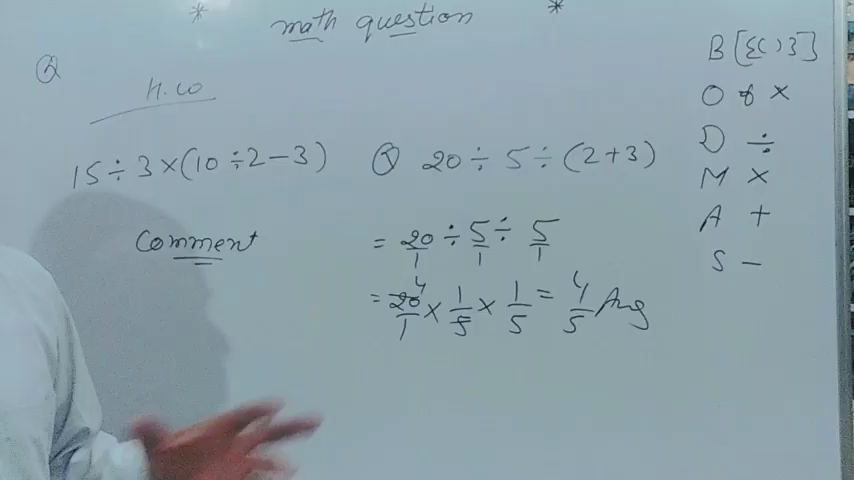 * math question *
Q
H.W
15 ÷ 3 × (10 ÷ 2 - 3)
Comment
Q 20 ÷ 5 ÷ (2 + 3)
= 20/1 ÷ 5/1 ÷ 5/1
= 20/1 4 × 1/5 × 1/5 = 4/5 Ans
B [{( )}]
O of ×
D ÷
M ×
A +
S -